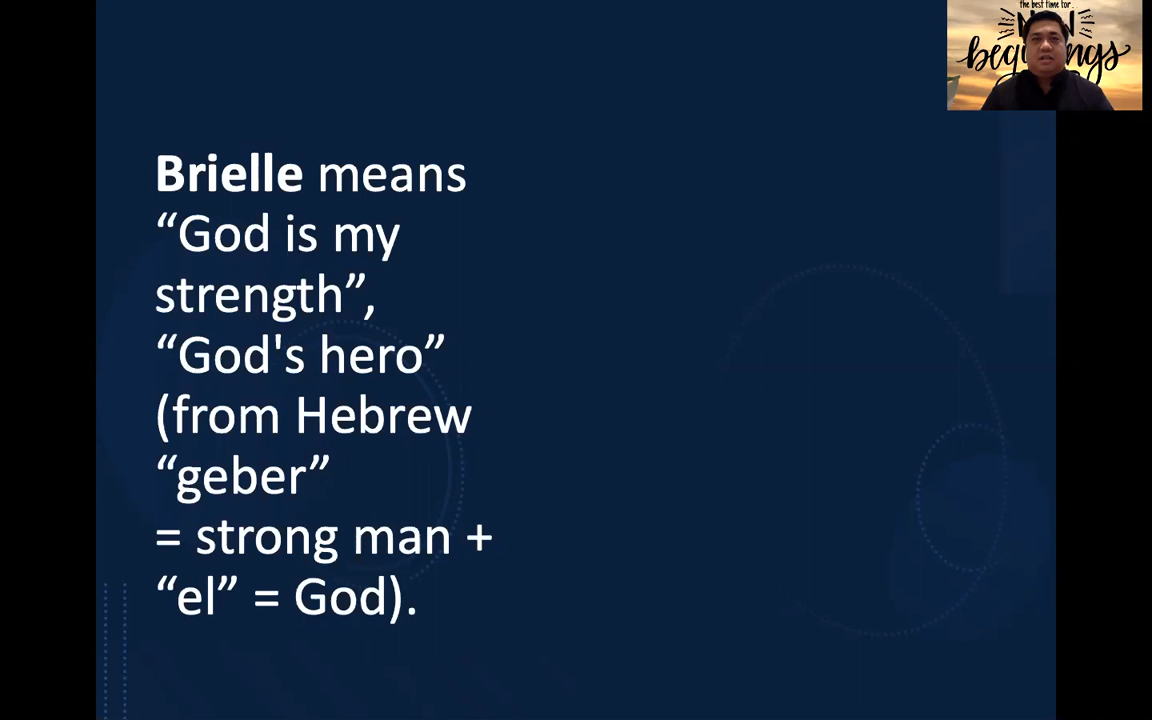 the best time for
beginnings
Brielle means
“God is my
strength”,
“God's hero”
(from Hebrew
“geber”
= strong man +
“el” = God).